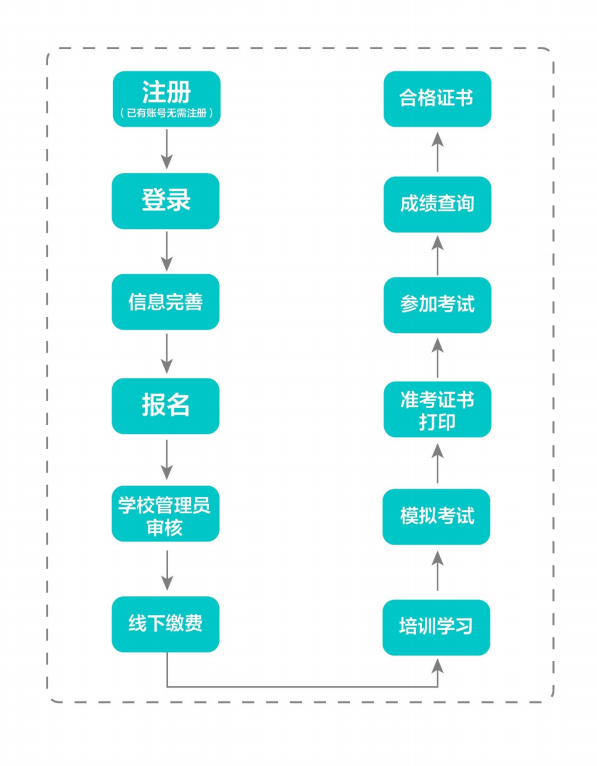 注册
（已有账号无需注册）
登录
信息完善
报名
学校管理员
审核
线下缴费
培训学习
模拟考试
准考证书
打印
参加考试
成绩查询
合格证书